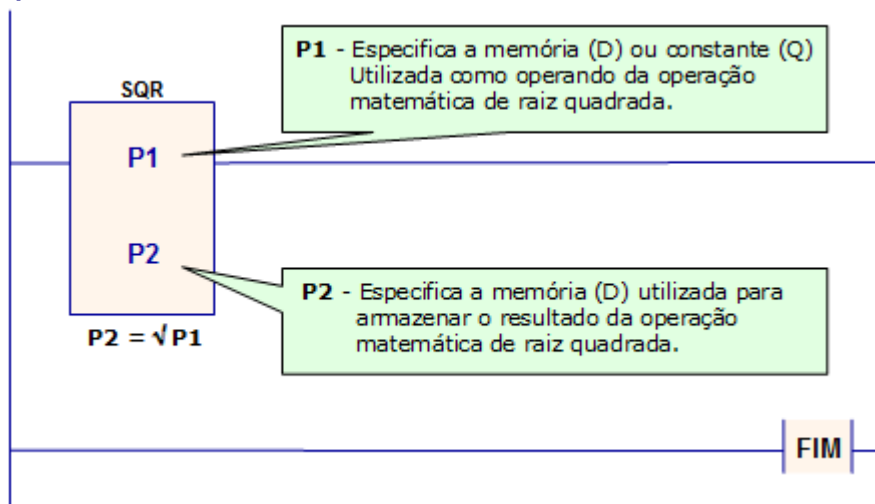 P1 - Especifica a memória (D) ou constante (Q)
Utilizada como operando da operação
matemática de raiz quadrada.
SQR
P1
P2
P2 - Especifica a memória (D) utilizada para
armazenar o resultado da operação
matemática de raiz quadrada.
P2 = √P1
FIM